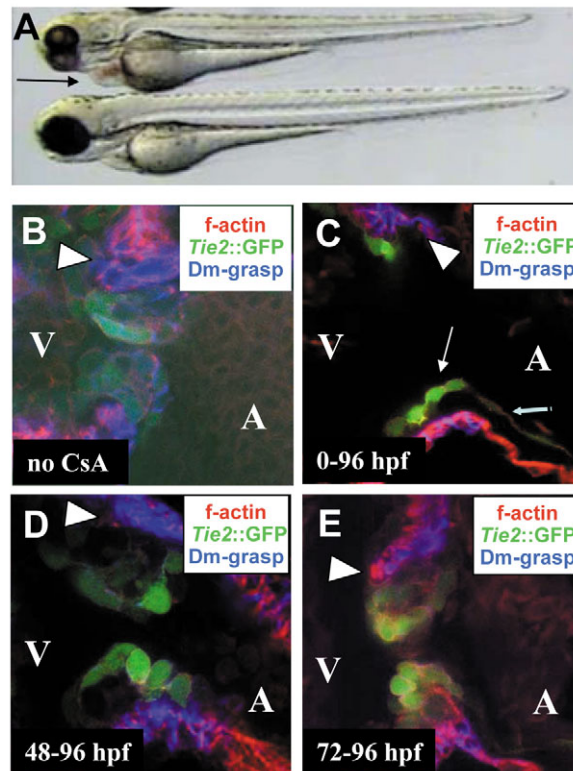 A
B
f-actin
Tie2::GFP
Dm-grasp
V
A
no CsA
C
f-actin
Tie2::GFP
Dm-grasp
V
A
0-96 hpf
D
f-actin
Tie2::GFP
Dm-grasp
V
A
48-96 hpf
E
f-actin
Tie2::GFP
Dm-grasp
V
A
72-96 hpf